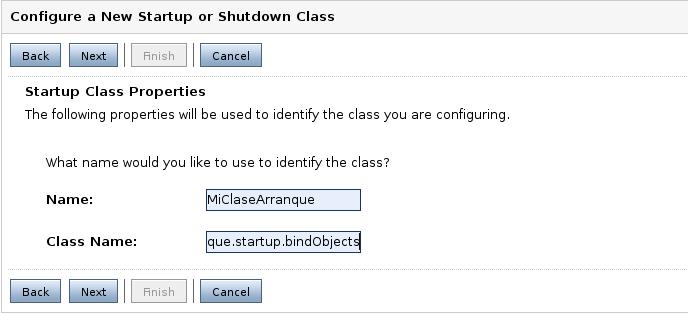 Configure a New Startup or Shutdown Class
Back Next Finish Cancel
Startup Class Properties
The following properties will be used to identify the class you are configuring.
What name would you like to use to identify the class?
Name: MiClaseArranque
Class Name: que.startup.bindObjects
Back Next Finish Cancel